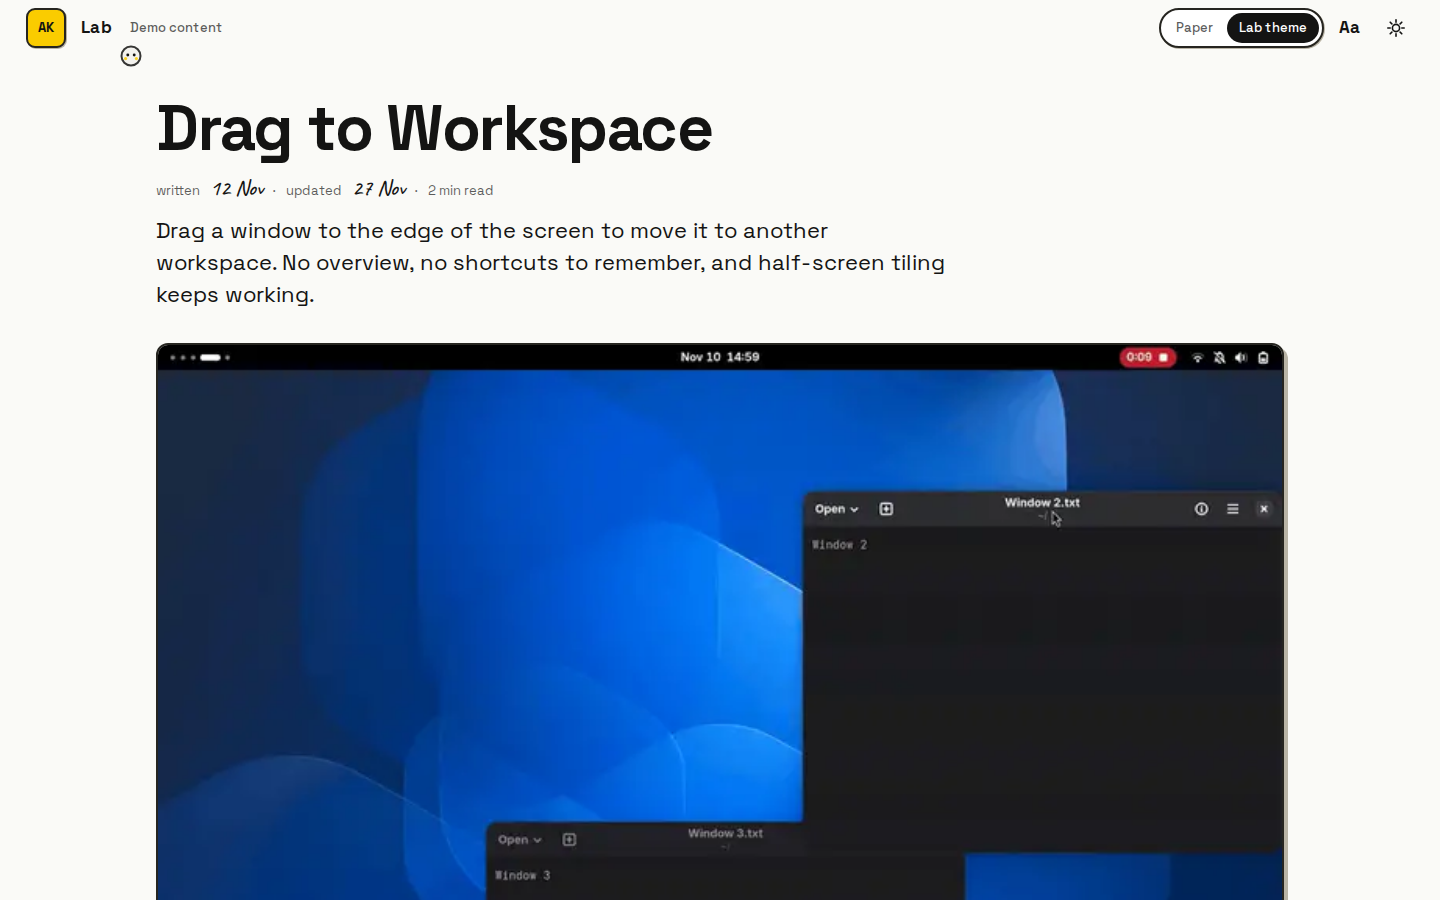 AK
Lab
Demo content
Paper
Lab theme
Aa
Drag to Workspace
written 12 Nov · updated 27 Nov · 2 min read
Drag a window to the edge of the screen to move it to another
workspace. No overview, no shortcuts to remember, and half-screen tiling
keeps working.
Nov 10 14:59
0:09
Open
Window 2.txt
~/
Window 2
Open
Window 3.txt
~/
Window 3